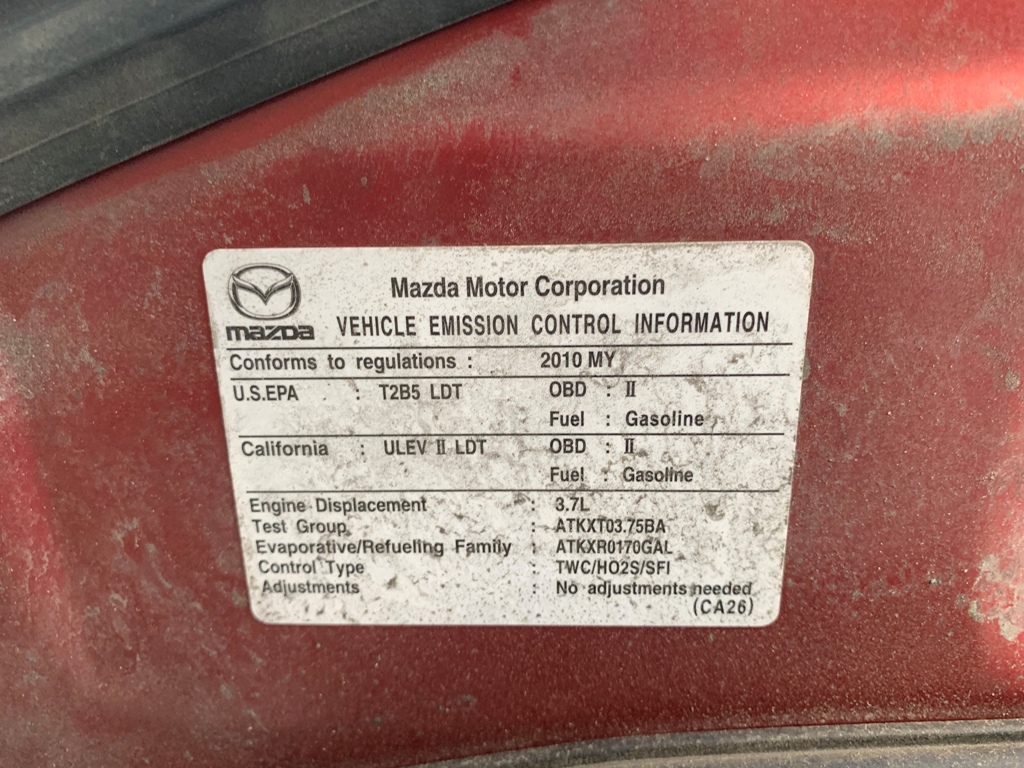 mazda
Mazda Motor Corporation
VEHICLE EMISSION CONTROL INFORMATION
Conforms to regulations : 2010 MY
U.S.EPA : T2B5 LDT OBD : II
Fuel : Gasoline
California : ULEV II LDT OBD : II
Fuel : Gasoline
Engine Displacement : 3.7L
Test Group : ATKXT03.75BA
Evaporative/Refueling Family : ATKXR0170GAL
Control Type : TWC/HO2S/SFI
Adjustments : No adjustments needed
(CA26)